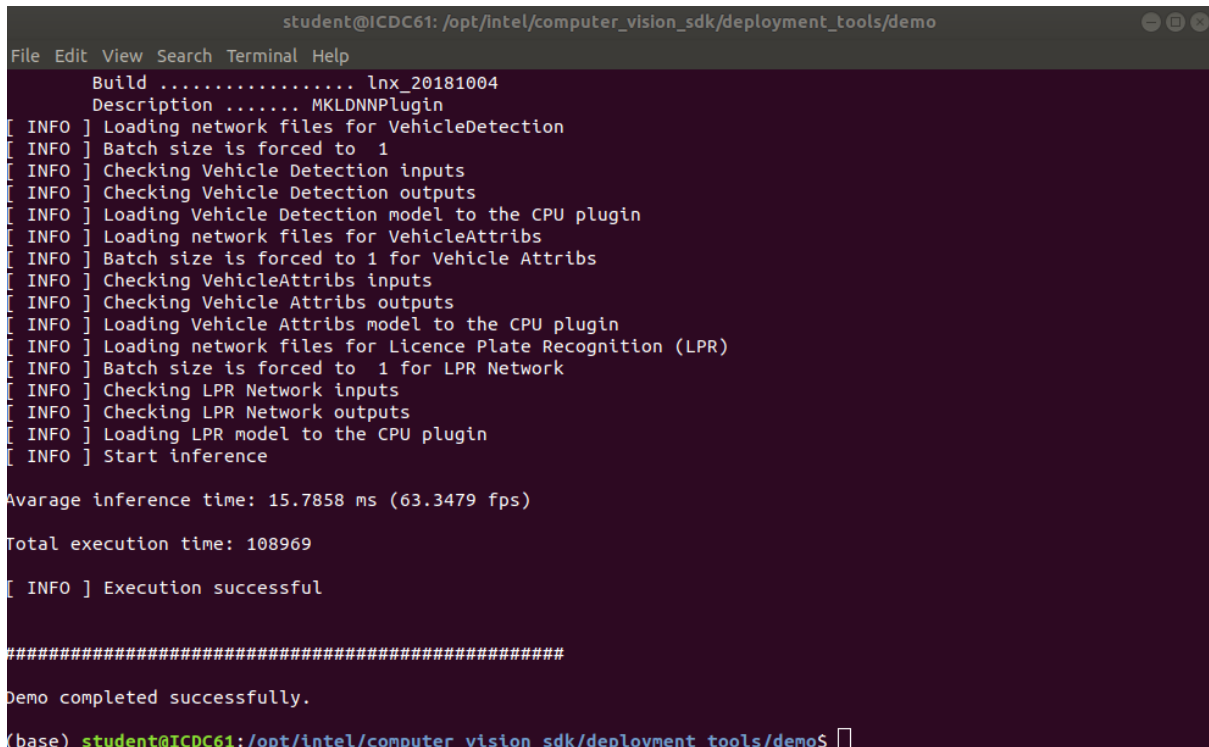 student@ICDC61: /opt/intel/computer_vision_sdk/deployment_tools/demo
File Edit View Search Terminal Help
Build .................. lnx_20181004
Description ....... MKLDNNPlugin
[ INFO ] Loading network files for VehicleDetection
[ INFO ] Batch size is forced to  1
[ INFO ] Checking Vehicle Detection inputs
[ INFO ] Checking Vehicle Detection outputs
[ INFO ] Loading Vehicle Detection model to the CPU plugin
[ INFO ] Loading network files for VehicleAttribs
[ INFO ] Batch size is forced to 1 for Vehicle Attribs
[ INFO ] Checking VehicleAttribs inputs
[ INFO ] Checking Vehicle Attribs outputs
[ INFO ] Loading Vehicle Attribs model to the CPU plugin
[ INFO ] Loading network files for Licence Plate Recognition (LPR)
[ INFO ] Batch size is forced to  1 for LPR Network
[ INFO ] Checking LPR Network inputs
[ INFO ] Checking LPR Network outputs
[ INFO ] Loading LPR model to the CPU plugin
[ INFO ] Start inference
Avarage inference time: 15.7858 ms (63.3479 fps)
Total execution time: 108969
[ INFO ] Execution successful
###################################################
Demo completed successfully.
(base) student@ICDC61:/opt/intel/computer_vision_sdk/deployment_tools/demo$